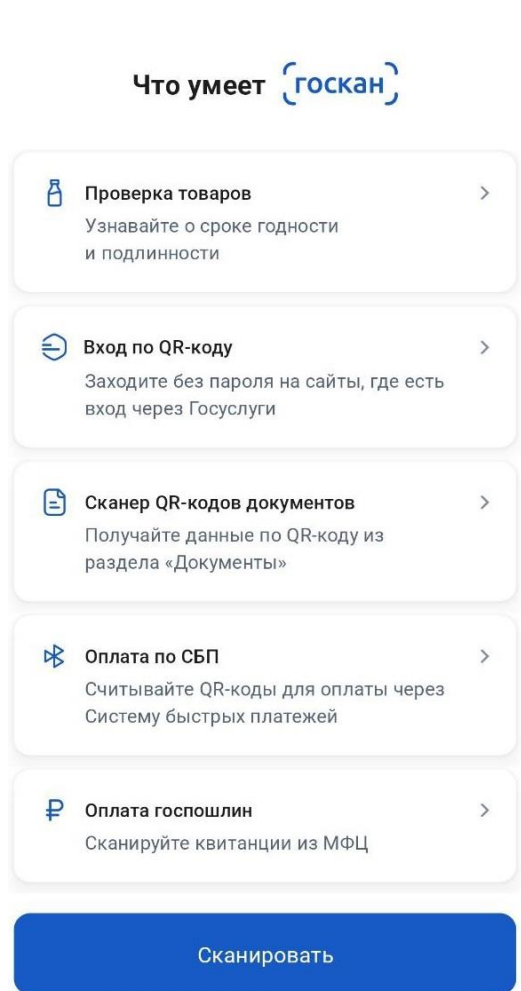 Что умеет госкан
Проверка товаров
Узнавайте о сроке годности
и подлинности
Вход по QR-коду
Заходите без пароля на сайты, где есть
вход через Госуслуги
Сканер QR-кодов документов
Получайте данные по QR-коду из
раздела «Документы»
Оплата по СБП
Считывайте QR-коды для оплаты через
Систему быстрых платежей
Оплата госпошлин
Сканируйте квитанции из МФЦ
Сканировать